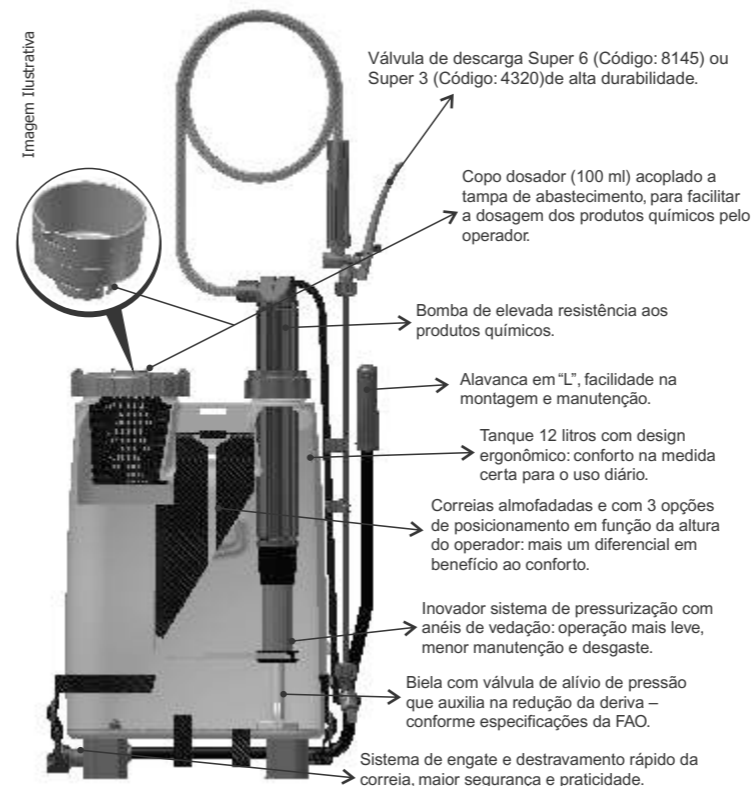 Imagem Ilustrativa
Válvula de descarga Super 6 (Código: 8145) ou
Super 3 (Código: 4320)de alta durabilidade.
Copo dosador (100 ml) acoplado a
tampa de abastecimento, para facilitar
a dosagem dos produtos químicos pelo
operador.
Bomba de elevada resistência aos
produtos químicos.
Alavanca em “L”, facilidade na
montagem e manutenção.
Tanque 12 litros com design
ergonômico: conforto na medida
certa para o uso diário.
Correias almofadadas e com 3 opções
de posicionamento em função da altura
do operador: mais um diferencial em
benefício ao conforto.
Inovador sistema de pressurização com
anéis de vedação: operação mais leve,
menor manutenção e desgaste.
Biela com válvula de alívio de pressão
que auxilia na redução da deriva –
conforme especificações da FAO.
Sistema de engate e destravamento rápido da
correia, maior segurança e praticidade.